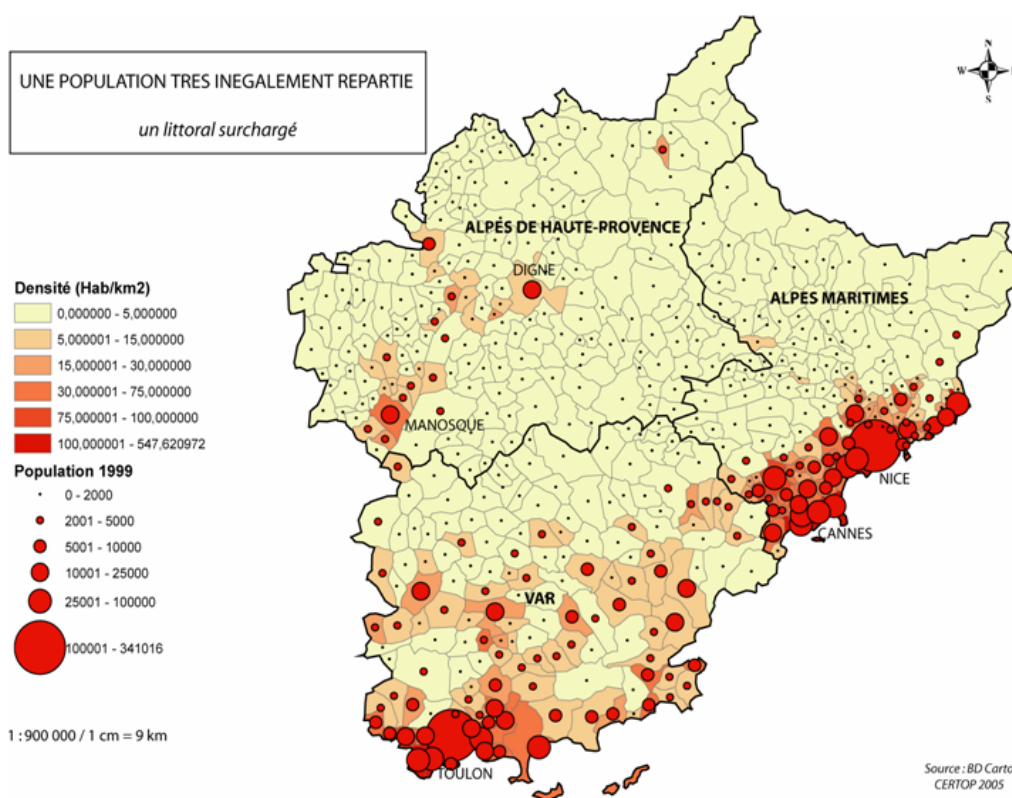 UNE POPULATION TRES INEGALEMENT REPARTIE
un littoral surchargé
N
W
S
ALPES DE HAUTE-PROVENCE
DIGNE
ALPES MARITIMES
MANOSQUE
NICE
CANNES
VAR
TOULON
Densité (Hab/km2)
0,000000 - 5,000000
5,000001 - 15,000000
15,000001 - 30,000000
30,000001 - 75,000000
75,000001 - 100,000000
100,000001 - 547,620972
Population 1999
0 - 2000
2001 - 5000
5001 - 10000
10001 - 25000
25001 - 100000
100001 - 341016
1 : 900 000 / 1 cm = 9 km
Source : BD Carto
CERTOP 2005